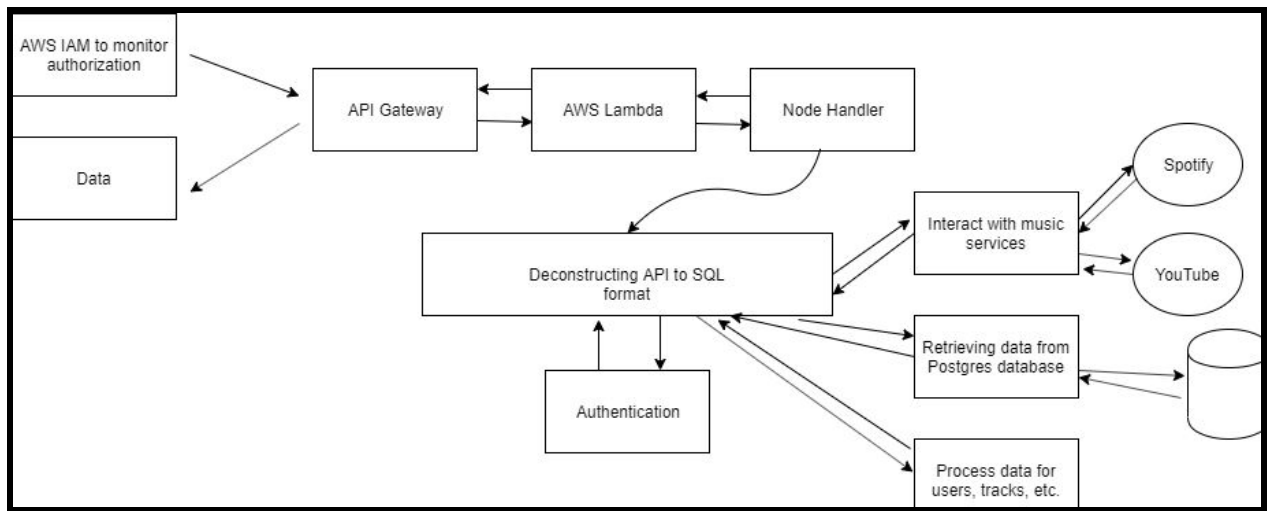 AWS IAM to monitor
authorization
API Gateway
AWS Lambda
Node Handler
Data
Spotify
Interact with music
services
YouTube
Deconstructing API to SQL
format
Retrieving data from
Postgres database
Authentication
Process data for
users, tracks, etc.